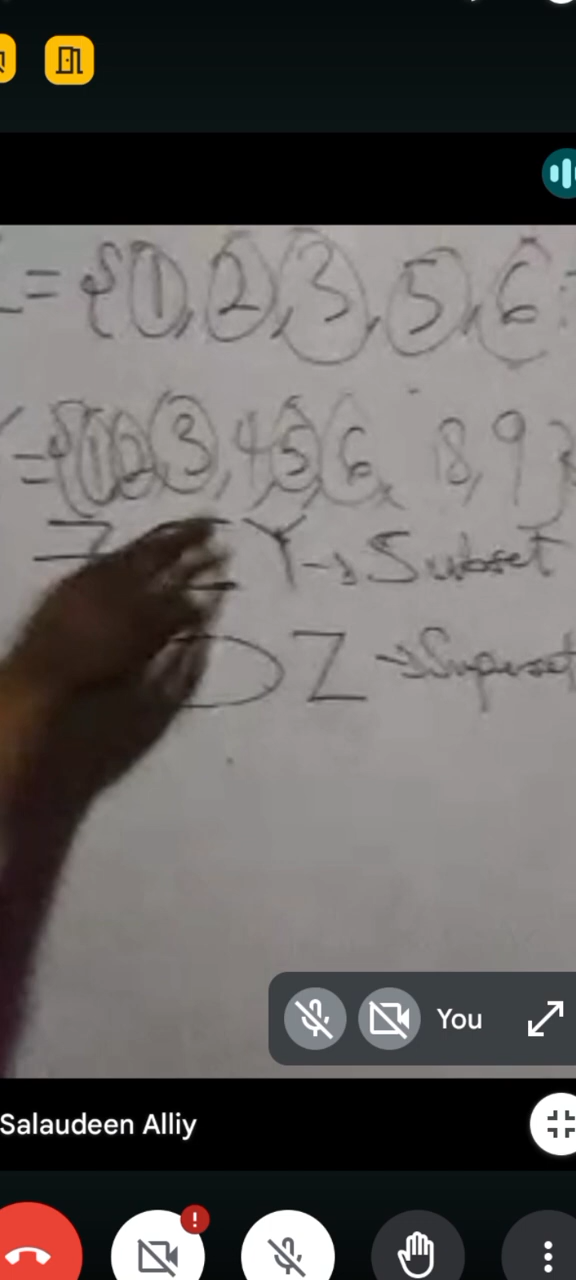 = {1, 2, 3, 5, 6
= {1, 2, 3, 4, 5, 6, 8, 9}
Z Y → Subset
⊃ Z → Superset
You
Salaudeen Alliy
!